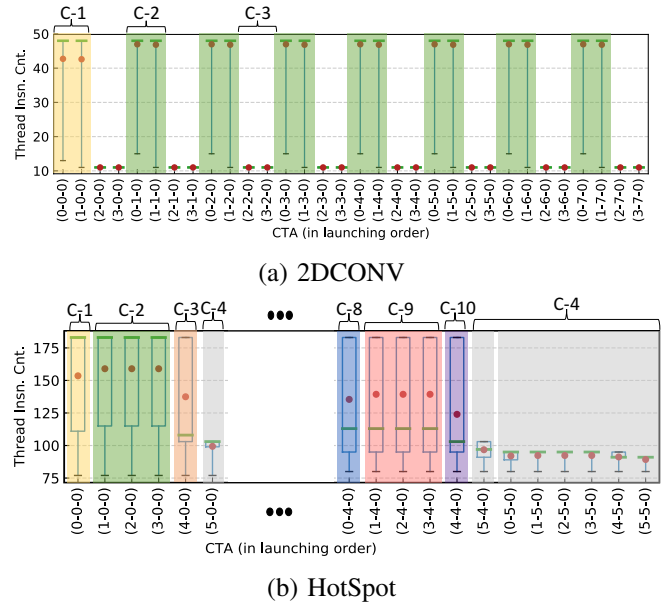 C-1 C-2 C-3
50
40
30
20
10
Thread Insn. Cnt.
(0-0-0) (1-0-0) (2-0-0) (3-0-0) (0-1-0) (1-1-0) (2-1-0) (3-1-0) (0-2-0) (1-2-0) (2-2-0) (3-2-0) (0-3-0) (1-3-0) (2-3-0) (3-3-0) (0-4-0) (1-4-0) (2-4-0) (3-4-0) (0-5-0) (1-5-0) (2-5-0) (3-5-0) (0-6-0) (1-6-0) (2-6-0) (3-6-0) (0-7-0) (1-7-0) (2-7-0) (3-7-0)
CTA (in launching order)
(a) 2DCONV
C-1 C-2 C-3 C-4 ••• C-8 C-9 C-10 C-4
175
150
125
100
75
Thread Insn. Cnt.
(0-0-0) (1-0-0) (2-0-0) (3-0-0) (4-0-0) (5-0-0) ••• (0-4-0) (1-4-0) (2-4-0) (3-4-0) (4-4-0) (5-4-0) (0-5-0) (1-5-0) (2-5-0) (3-5-0) (4-5-0) (5-5-0)
CTA (in launching order)
(b) HotSpot